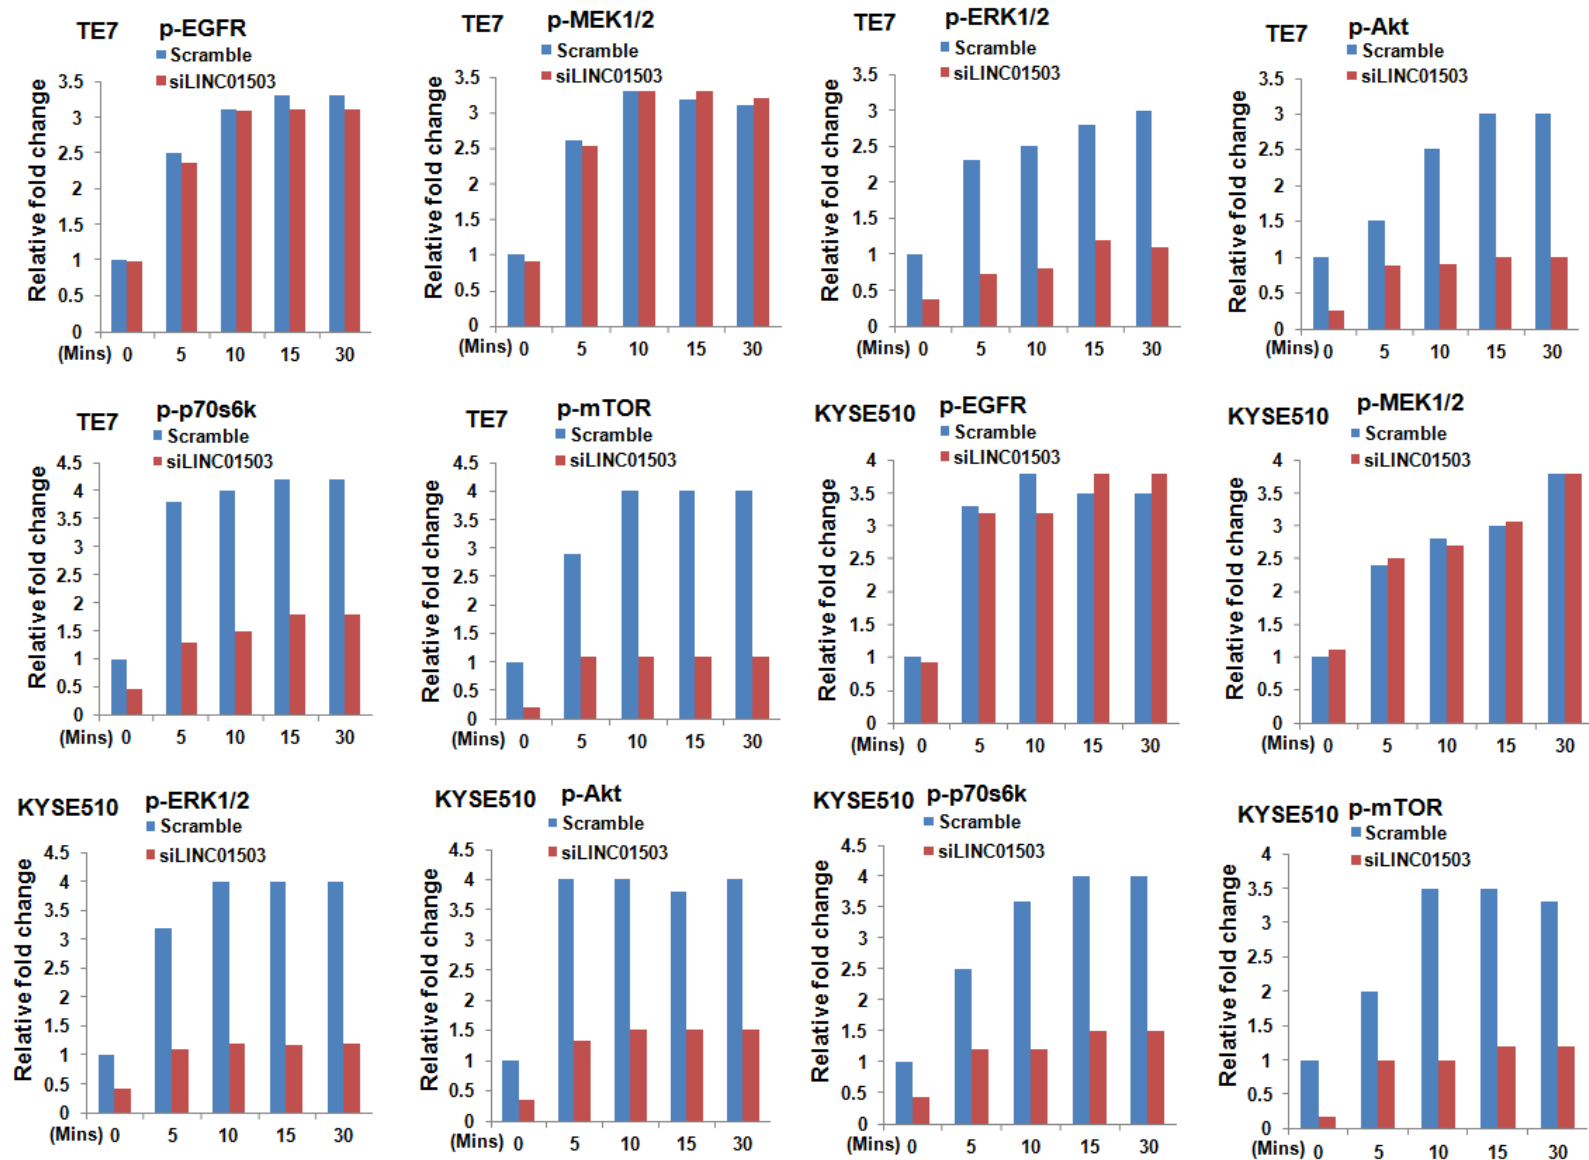 TE7 p-EGFR
Scramble
siLINC01503
Relative fold change
3.5
3
2.5
2
1.5
1
0.5
0
(Mins) 0 5 10 15 30
TE7 p-MEK1/2
Scramble
siLINC01503
Relative fold change
3.5
3
2.5
2
1.5
1
0.5
0
(Mins) 0 5 10 15 30
TE7 p-ERK1/2
Scramble
siLINC01503
Relative fold change
3.5
3
2.5
2
1.5
1
0.5
0
(Mins) 0 5 10 15 30
TE7 p-Akt
Scramble
siLINC01503
Relative fold change
3.5
3
2.5
2
1.5
1
0.5
0
(Mins) 0 5 10 15 30
TE7 p-p70s6k
Scramble
siLINC01503
Relative fold change
4.5
4
3.5
3
2.5
2
1.5
1
0.5
0
(Mins) 0 5 10 15 30
TE7 p-mTOR
Scramble
siLINC01503
Relative fold change
4.5
4
3.5
3
2.5
2
1.5
1
0.5
0
(Mins) 0 5 10 15 30
KYSE510 p-EGFR
Scramble
siLINC01503
Relative fold change
4
3.5
3
2.5
2
1.5
1
0.5
0
(Mins) 0 5 10 15 30
KYSE510 p-MEK1/2
Scramble
siLINC01503
Relative fold change
4
3.5
3
2.5
2
1.5
1
0.5
0
(Mins) 0 5 10 15 30
KYSE510 p-ERK1/2
Scramble
siLINC01503
Relative fold change
4.5
4
3.5
3
2.5
2
1.5
1
0.5
0
(Mins) 0 5 10 15 30
KYSE510 p-Akt
Scramble
siLINC01503
Relative fold change
4.5
4
3.5
3
2.5
2
1.5
1
0.5
0
(Mins) 0 5 10 15 30
KYSE510 p-p70s6k
Scramble
siLINC01503
Relative fold change
4.5
4
3.5
3
2.5
2
1.5
1
0.5
0
(Mins) 0 5 10 15 30
KYSE510 p-mTOR
Scramble
siLINC01503
Relative fold change
4
3.5
3
2.5
2
1.5
1
0.5
0
(Mins) 0 5 10 15 30